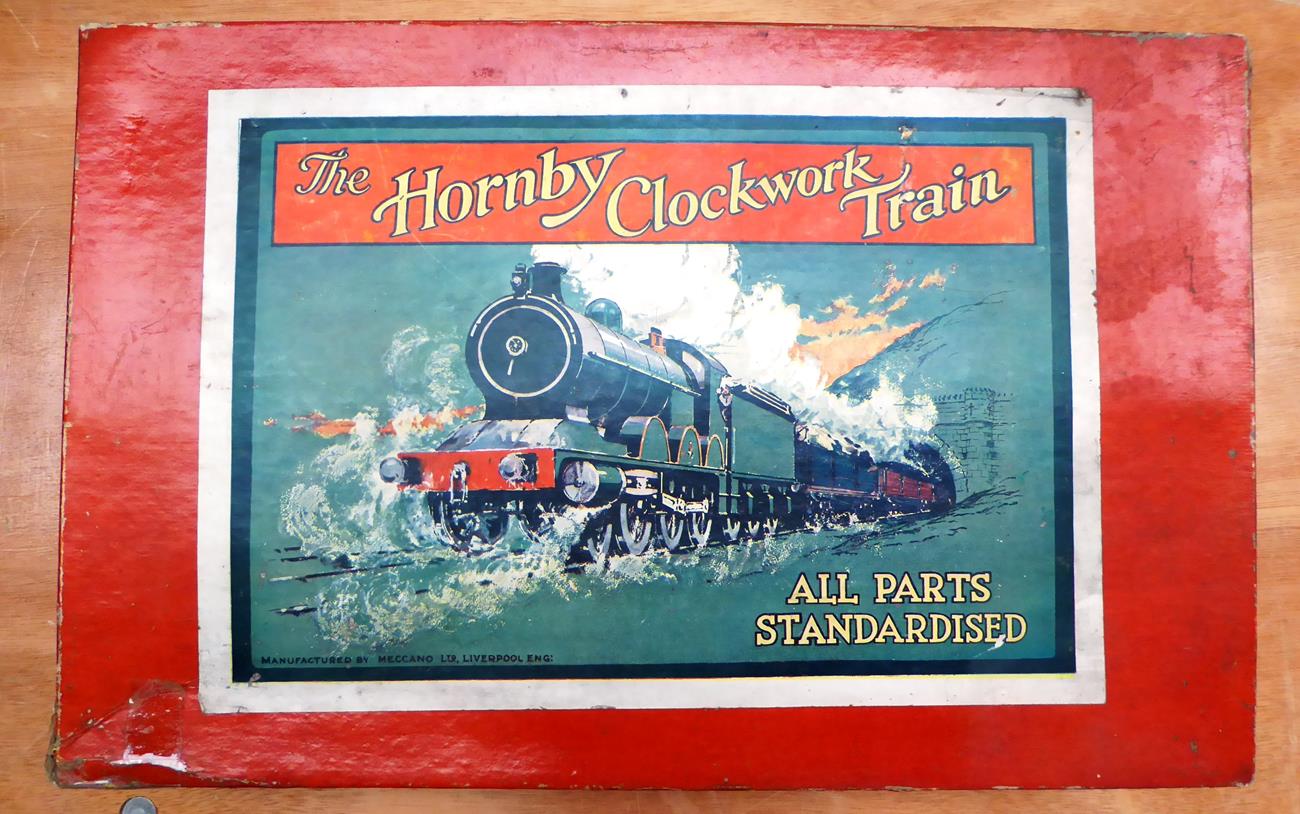 The Hornby Clockwork Train
ALL PARTS
STANDARDISED
MANUFACTURED BY MECCANO LTD, LIVERPOOL ENG: